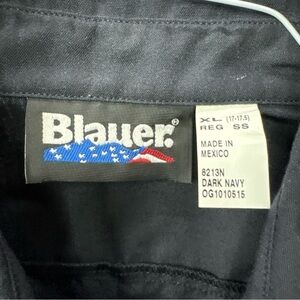 Blauer.®
XL (17-17.5)
REG SS
MADE IN
MEXICO
8213N
DARK NAVY
OG1010515